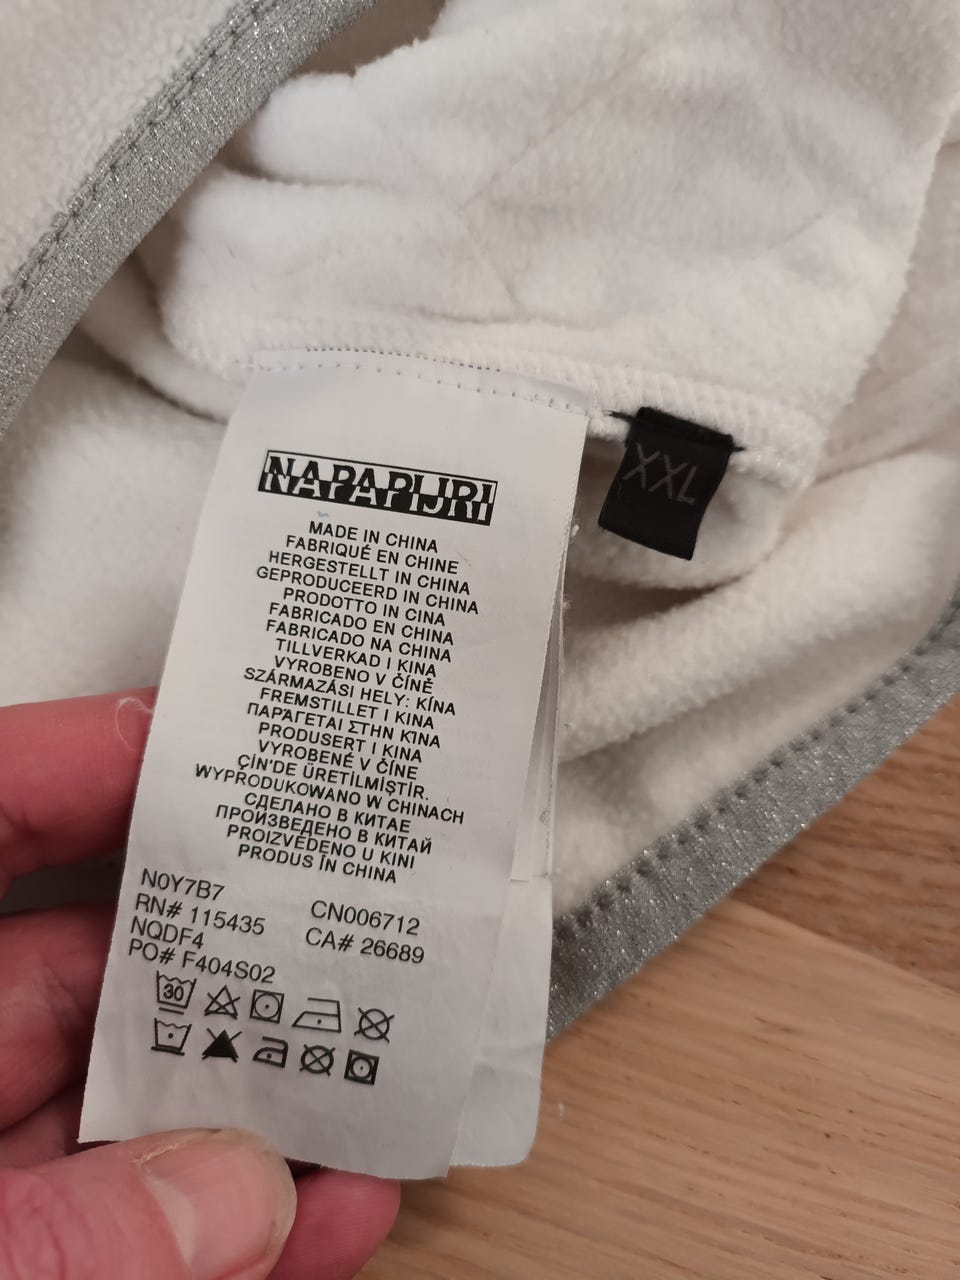 NAPAPIJRI
XXL
MADE IN CHINA
FABRIQUÉ EN CHINE
HERGESTELLT IN CHINA
GEPRODUCEERD IN CHINA
PRODOTTO IN CINA
FABRICADO EN CHINA
FABRICADO NA CHINA
TILLVERKAD I KINA
VYROBENO V ČÍNĚ
SZÁRMAZÁSI HELY: KÍNA
FREMSTILLET I KINA
ΠΑΡΆΓΕΤΑΙ ΣΤΗΝ ΚΊΝΑ
PRODUSERT I KINA
VYROBENÉ V ČÍNE
ÇİN'DE ÜRETİLMİŞTİR.
WYPRODUKOWANO W CHINACH
СДЕЛАНО В КИТАЕ
ПРОИЗВЕДЕНО В КИТАЙ
PROIZVEDENO U KINI
PRODUS ÎN CHINA
N0Y7B7
RN# 115435 CN006712
NQDF4 CA# 26689
PO# F404S02
30